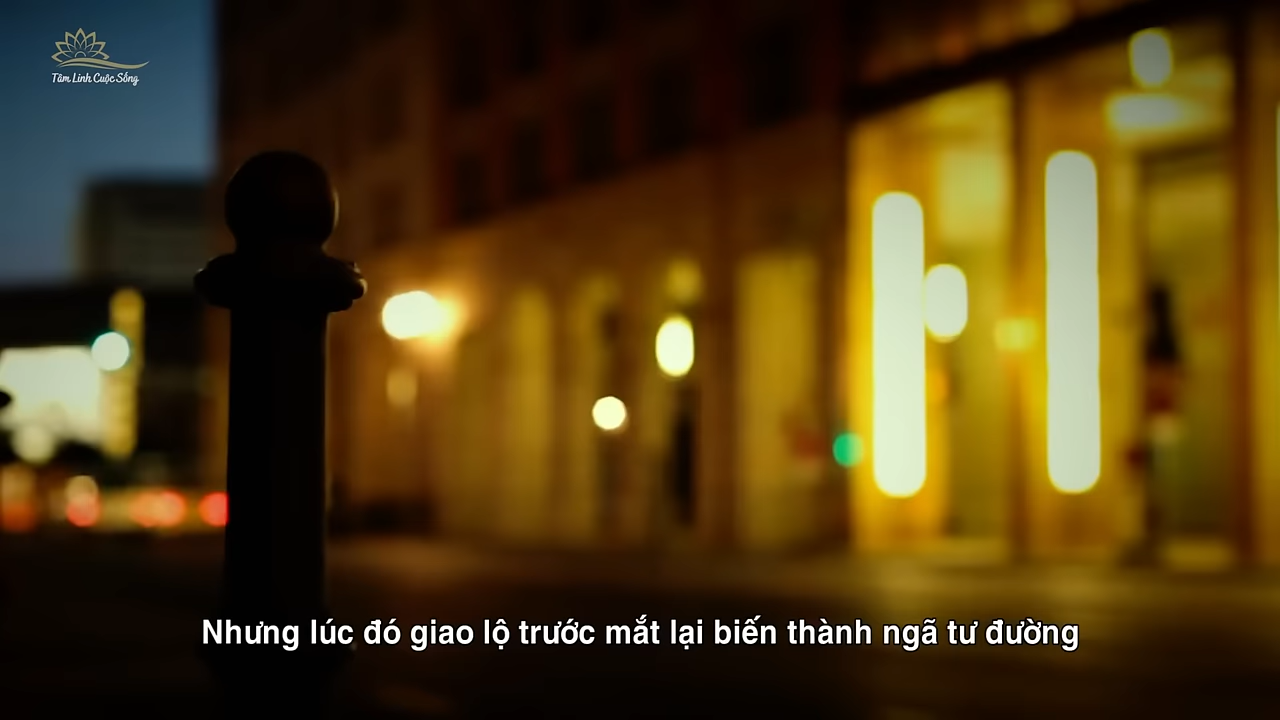 Tâm Linh Cuộc Sống
Nhưng lúc đó giao lộ trước mắt lại biến thành ngã tư đường